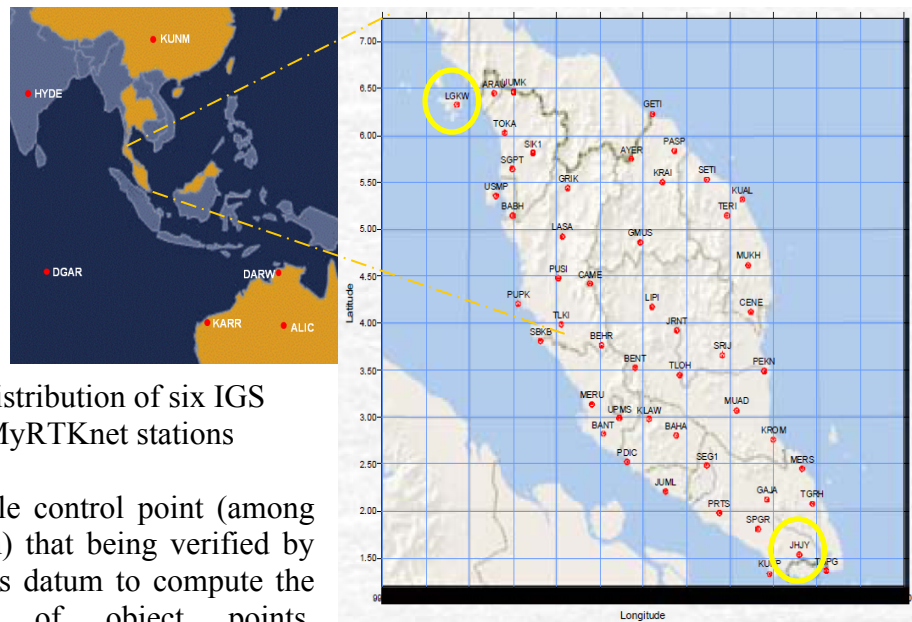 KUNM
HYDE
DGAR
DARW
KARR
ALIC
istribution of six IGS
MyRTKnet stations
le control point (among
) that being verified by
s datum to compute the
of object points.
Latitude
7.00
6.50
6.00
5.50
5.00
4.50
4.00
3.50
3.00
2.50
2.00
1.50
LGKW
ARAU
UUMK
GETI
TOKA
SIK1
AYER
PASP
SGPT
GRIK
KRAI
SETI
USMP
BABH
TERI
KUAL
LASA
GMUS
MUKH
PUSI
CAME
PUPK
LIPI
CENE
TLKI
JRNT
SBKB
BEHR
SRIJ
BENT
TLOH
PEKN
MERU
UPMS
KLAW
MUAD
BANT
BAHA
KROM
PDIC
SEG1
MERS
JUML
GAJA
TGRH
PRTS
SPGR
JHJY
Longitude